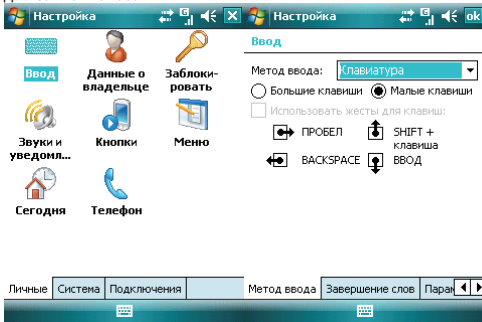 Настройка
Ввод
Данные о владельце
Заблоки-
ровать
Звуки и
уведомл...
Кнопки
Меню
Сегодня
Телефон
Личные
Система
Подключения
Настройка
ok
Ввод
Метод ввода:
Клавиатура
Большие клавиши
Малые клавиши
Использовать жесты для клавиш:
ПРОБЕЛ
SHIFT +
клавиша
BACKSPACE
ВВОД
Метод ввода
Завершение слов
Парам